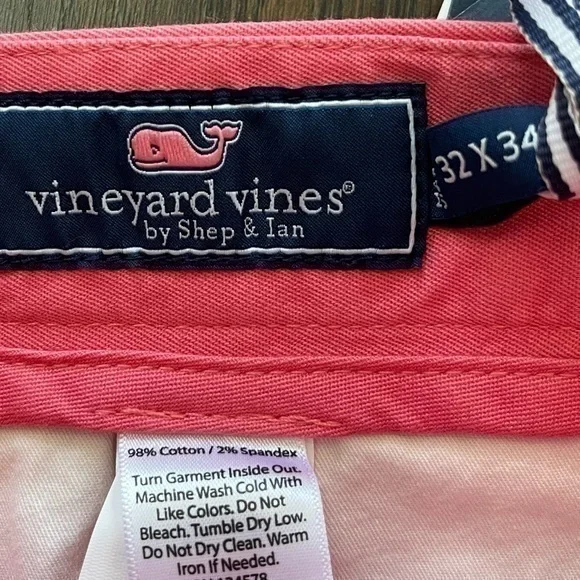 vineyard vines®
by Shep & Ian
32 X 34
98% Cotton / 2% Spandex
Turn Garment Inside Out.
Machine Wash Cold With
Like Colors. Do Not
Bleach. Tumble Dry Low.
Do Not Dry Clean. Warm
Iron If Needed.